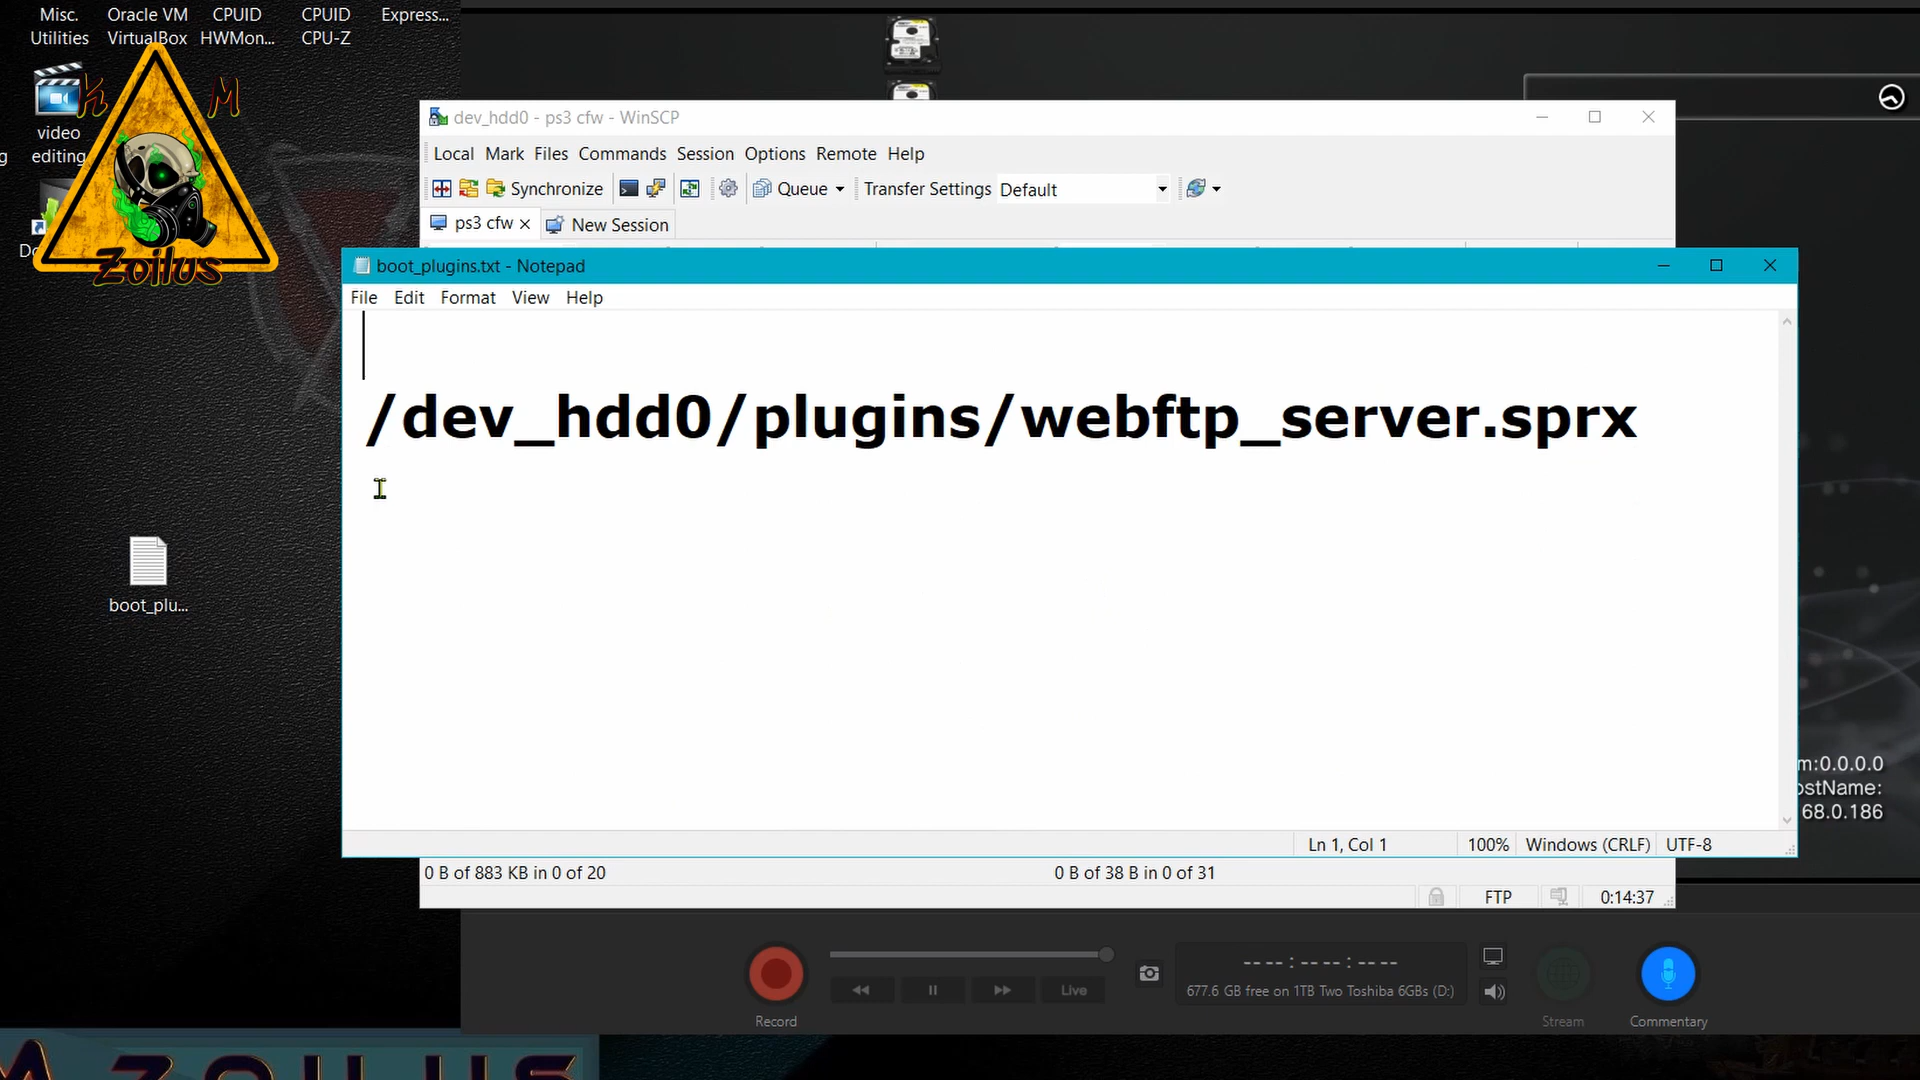 Misc. Utilities
Oracle VM VirtualBox
CPUID HWMon...
CPUID CPU-Z
Express...
video editing
K M
Zoilus
boot_plu...
dev_hdd0 - ps3 cfw - WinSCP
Local Mark Files Commands Session Options Remote Help
Synchronize Queue Transfer Settings Default
ps3 cfw New Session
boot_plugins.txt - Notepad
File Edit Format View Help
/dev_hdd0/plugins/webftp_server.sprx
Ln 1, Col 1 100% Windows (CRLF) UTF-8
m:0.0.0.0
ostName:
68.0.186
0 B of 883 KB in 0 of 20 0 B of 38 B in 0 of 31
FTP 0:14:37
-- -- : -- -- : -- --
677.6 GB free on 1TB Two Toshiba 6GBs (D:)
Live
Record Stream Commentary
M ZOILUS